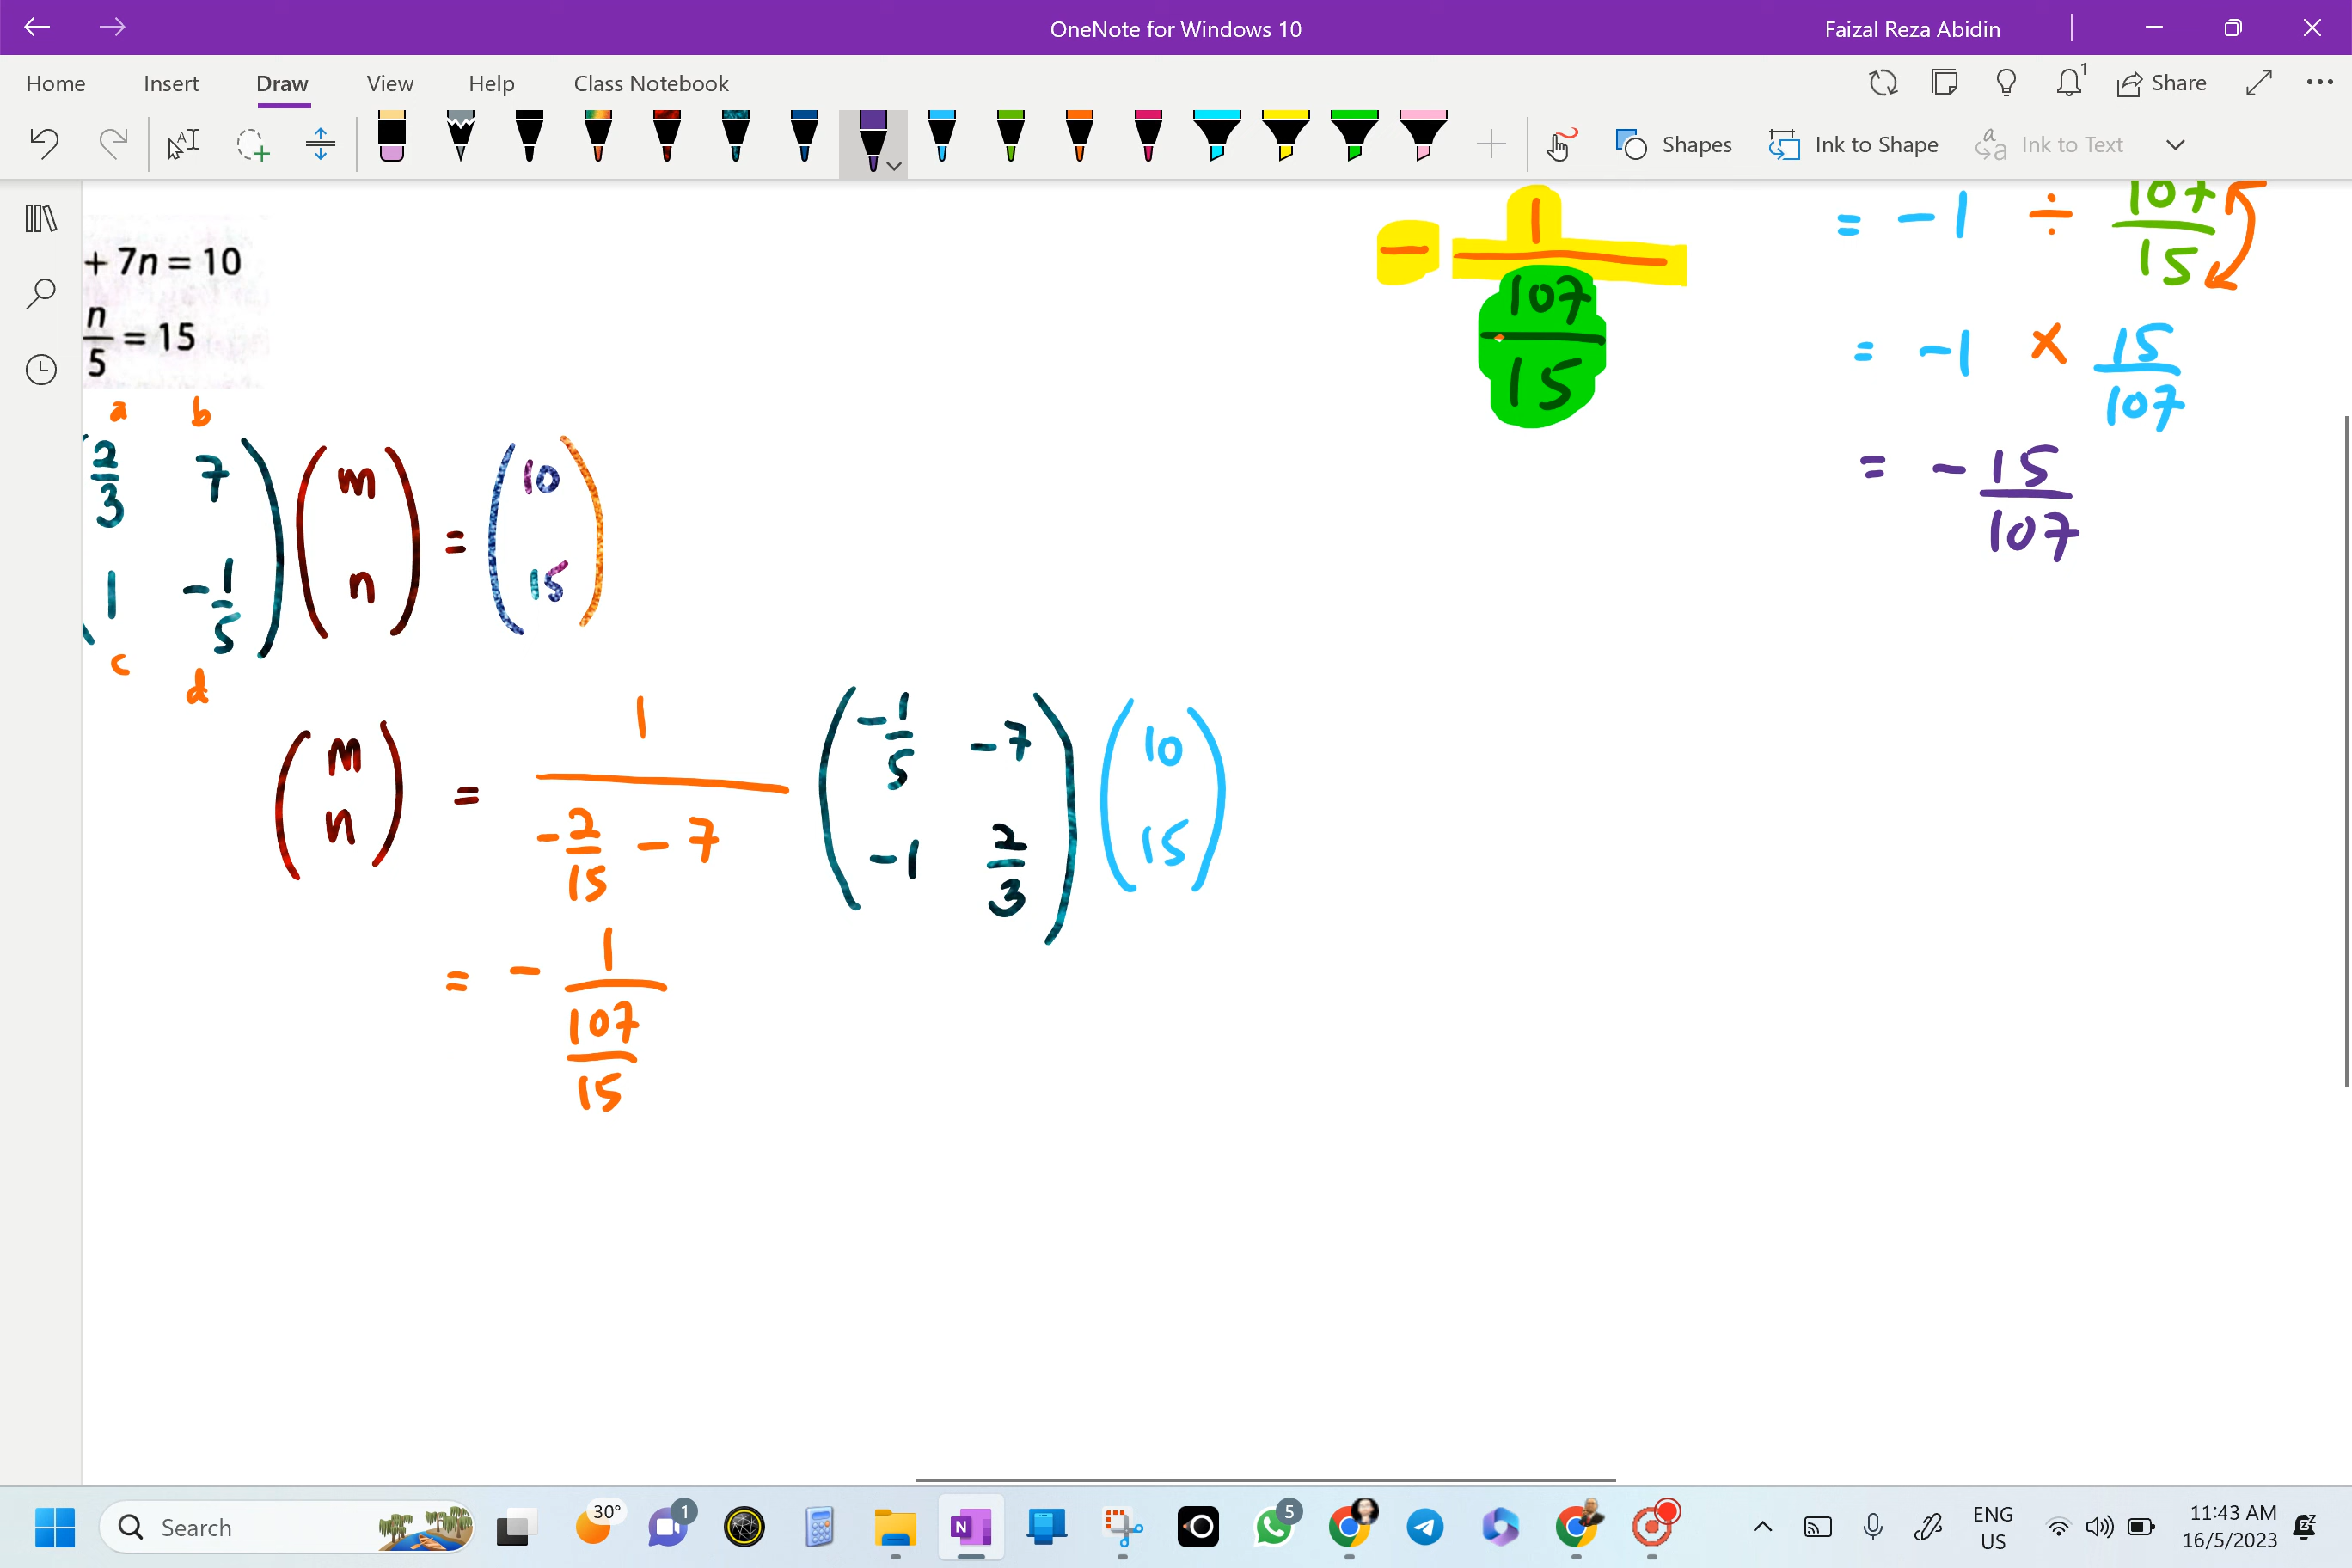 OneNote for Windows 10
Faizal Reza Abidin
Home Insert Draw View Help Class Notebook
1
Share
Shapes
Ink to Shape
Ink to Text
+ 7n = 10
n/5 = 15
a b
(2/3 7) (m) = (10)
(1 -1/5) (n) (15)
c d
(m) = 1/(-2/15 - 7) (-1/5 -7) (10)
(n) (-1 2/3) (15)
= - 1/(107/15)
- 1/(107/15)
= -1 ÷ 107/15
= -1 × 15/107
= -15/107
Search
30°
1
5
ENG
US
11:43 AM
16/5/2023